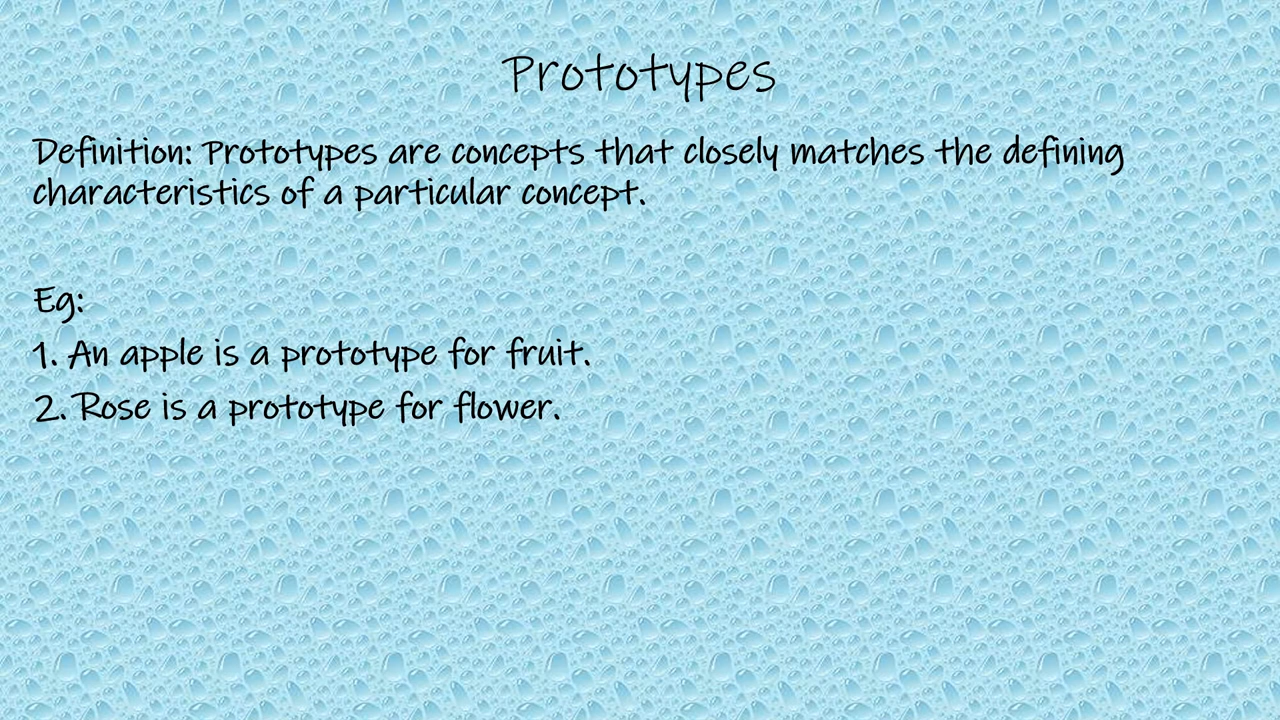 Prototypes
Definition: Prototypes are concepts that closely matches the defining
characteristics of a particular concept.
Eg:
1. An apple is a prototype for fruit.
2. Rose is a prototype for flower.